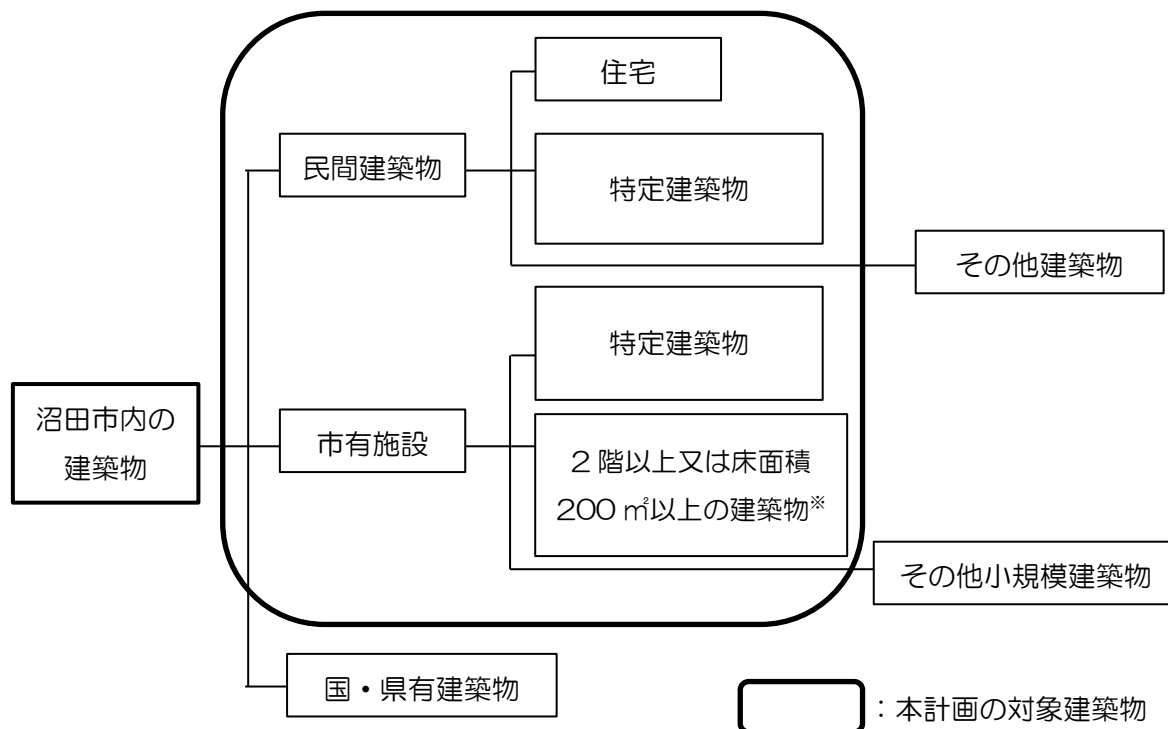 住宅
民間建築物
特定建築物
その他建築物
特定建築物
沼田市内の
建築物
市有施設
2階以上又は床面積
200㎡以上の建築物※
その他小規模建築物
国・県有建築物
：本計画の対象建築物